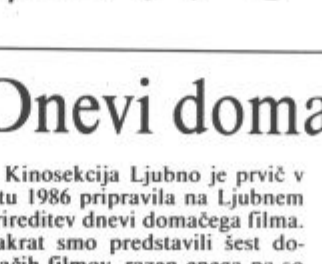 Dnevi doma
Kinosekcija Ljubno je prvič v
tu 1986 pripravila na Ljubnem
rireditev dnevi domačega filma.
akrat smo predstavili šest do-